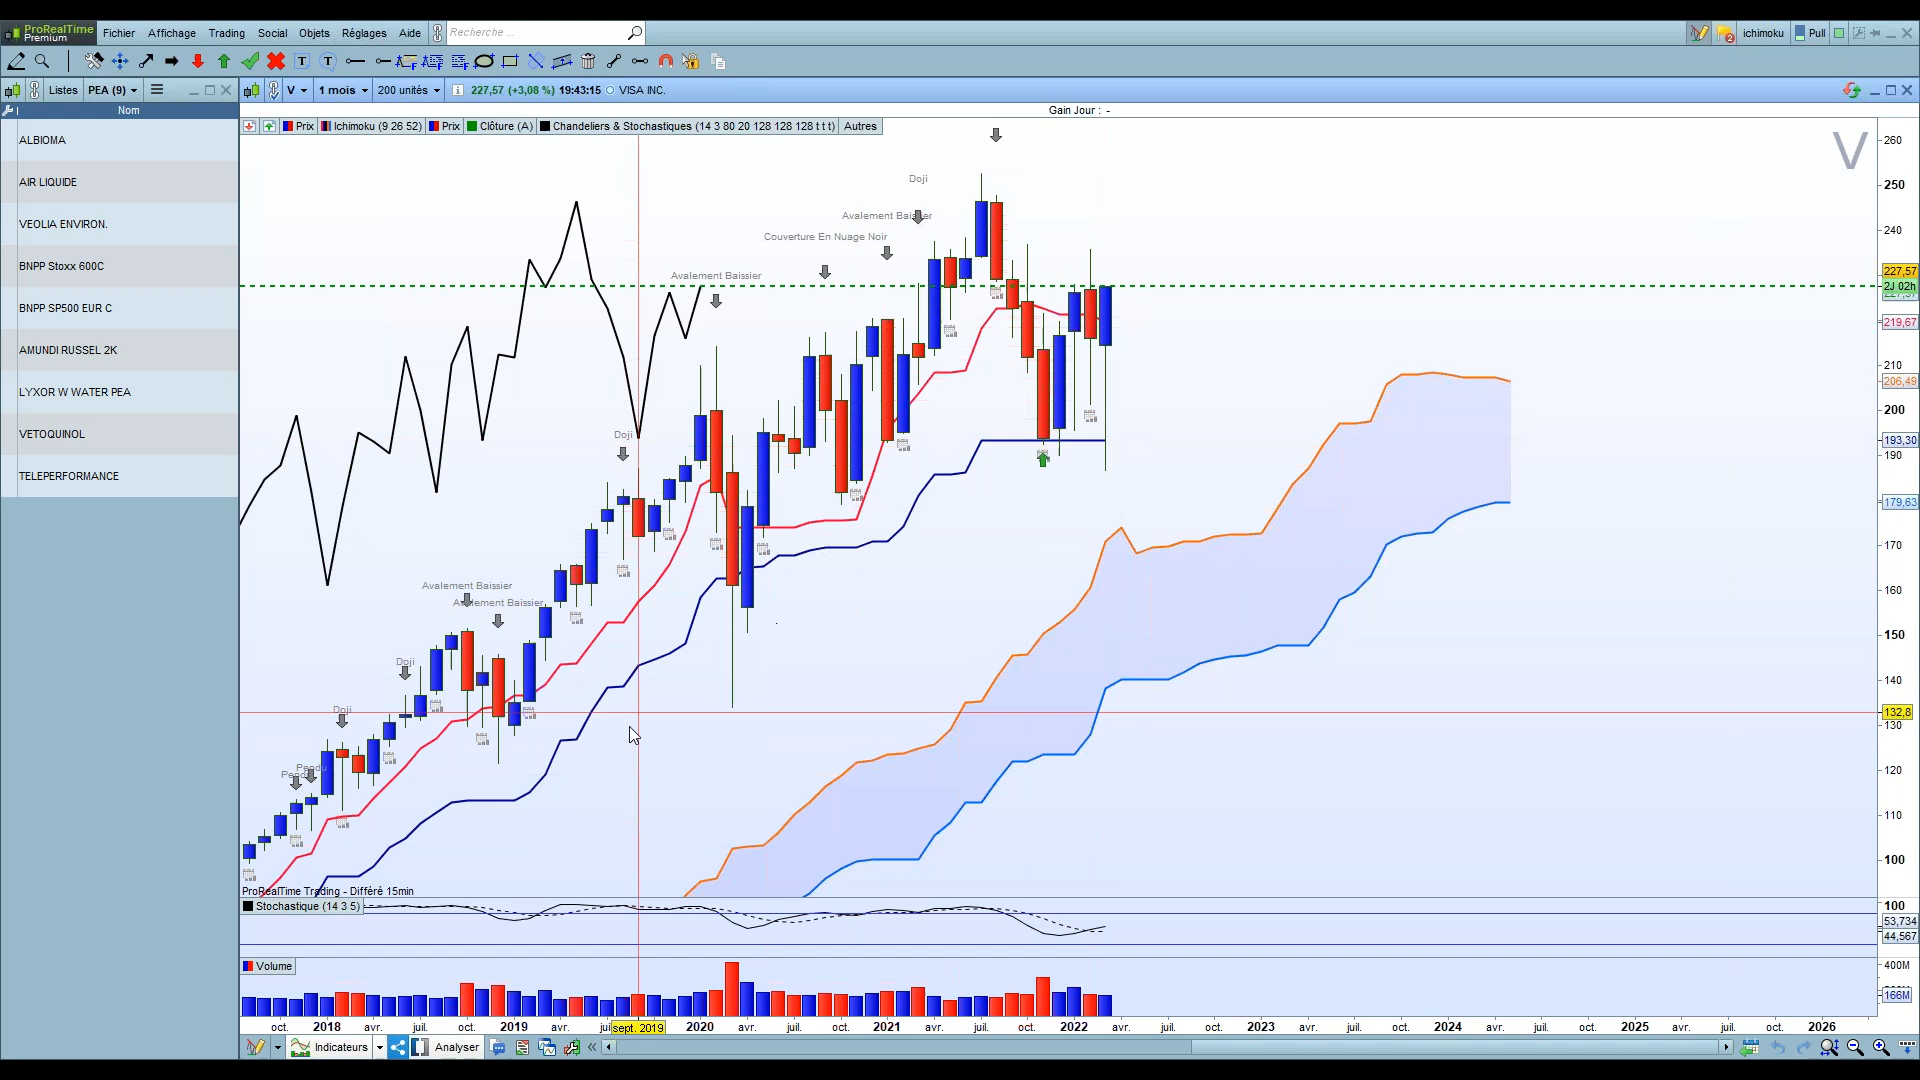 ProRealTime
Premium
Fichier Affichage Trading Social Objets Réglages Aide Recherche ... ichimoku Pull
Listes PEA (9) V 1 mois 200 unités 227,57 (+3,08 %) 19:43:15 VISA INC.
Nom
Gain Jour : -
Prix Ichimoku (9 26 52) Prix Clôture (A) Chandeliers & Stochastiques (14 3 80 20 128 128 128 t t t) Autres
V
ALBIOMA
AIR LIQUIDE
VEOLIA ENVIRON.
BNPP Stoxx 600C
BNPP SP500 EUR C
AMUNDI RUSSEL 2K
LYXOR W WATER PEA
VETOQUINOL
TELEPERFORMANCE
Doji
Avalement Baissier
Couverture En Nuage Noir
Avalement Baissier
Doji
Avalement Baissier
Avalement Baissier
Doji
Doji
Pendu
260
250
240
227,57
2J 02h
219,67
210
206,49
200
193,30
190
179,63
170
160
150
140
132,8
130
120
110
100
ProRealTime Trading - Différé 15min
Stochastique (14 3 5)
100
53,734
44,567
Volume
400M
166M
oct. 2018 avr. juil. oct. 2019 avr. sept. 2019 2020 avr. juil. oct. 2021 avr. juil. oct. 2022 avr. juil. oct. 2023 avr. juil. oct. 2024 avr. juil. oct. 2025 avr. juil. oct. 2026
Indicateurs Analyser